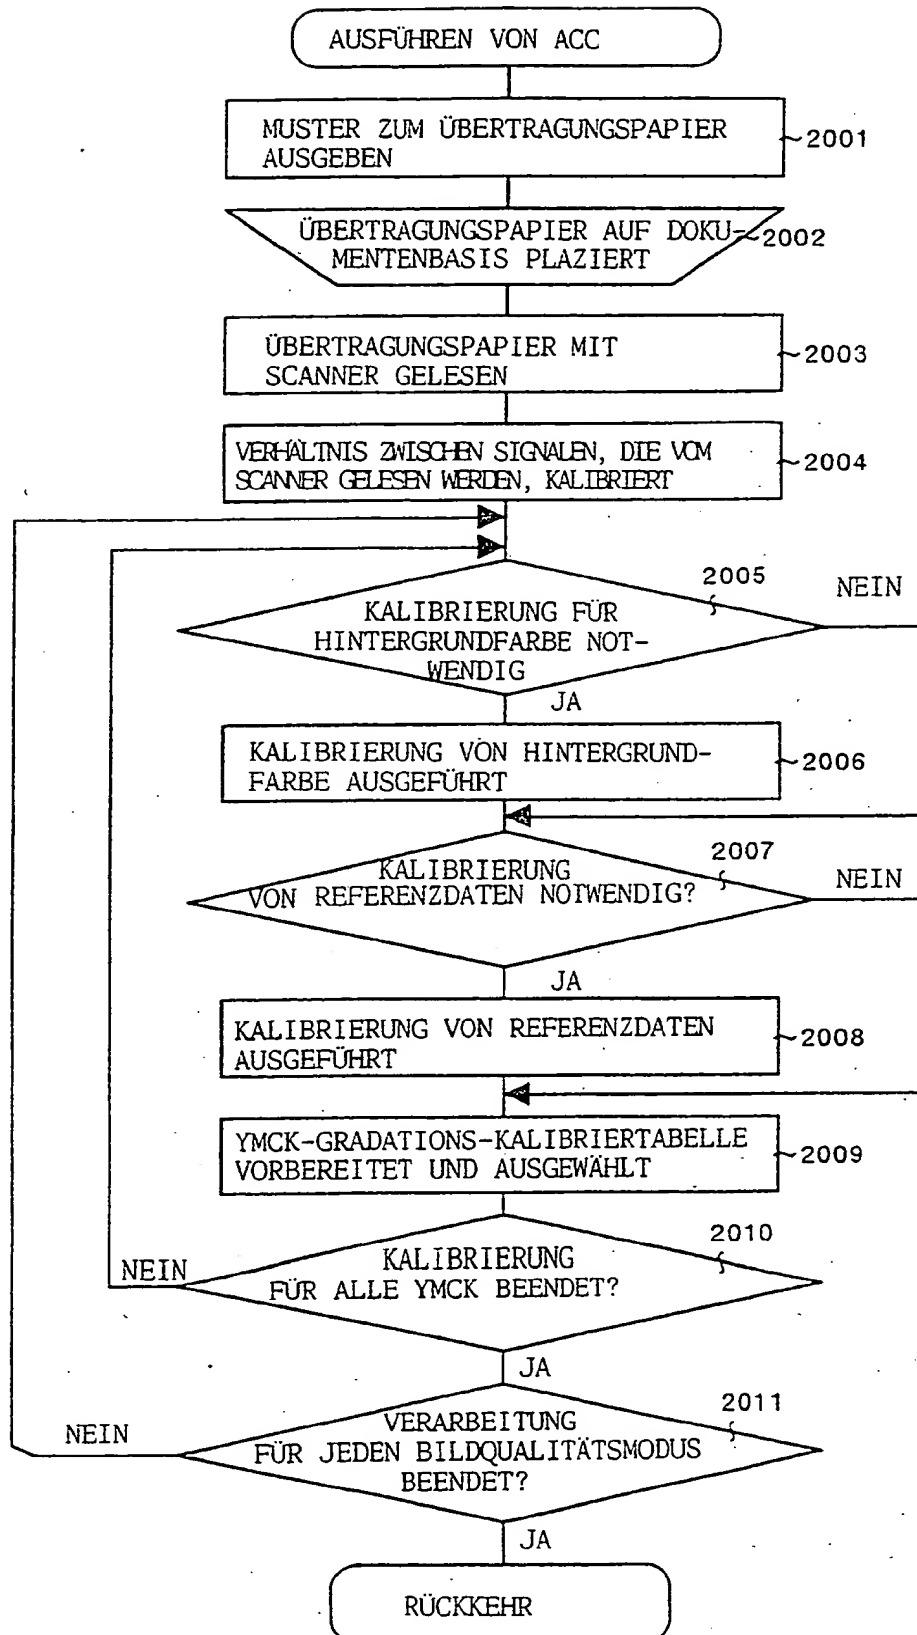 AUSFÜHREN VON ACC
MUSTER ZUM ÜBERTRAGUNGSPAPIER
AUSGEBEN
2001
ÜBERTRAGUNGSPAPIER AUF DOKU-
MENTENBASIS PLAZIERT
2002
ÜBERTRAGUNGSPAPIER MIT
SCANNER GELESEN
2003
VERHÄLTNIS ZWISCHEN SIGNALEN, DIE VOM
SCANNER GELESEN WERDEN, KALIBRIERT
2004
2005
NEIN
KALIBRIERUNG FÜR
HINTERGRUNDFARBE NOT-
WENDIG
JA
KALIBRIERUNG VON HINTERGRUND-
FARBE AUSGEFÜHRT
2006
2007
KALIBRIERUNG
VON REFERENZDATEN NOTWENDIG?
NEIN
JA
KALIBRIERUNG VON REFERENZDATEN
AUSGEFÜHRT
2008
YMCK-GRADATIONS-KALIBRIERTABELLE
VORBEREITET UND AUSGEWÄHLT
2009
2010
KALIBRIERUNG
FÜR ALLE YMCK BEENDET?
NEIN
JA
2011
VERARBEITUNG
FÜR JEDEN BILDQUALITÄTSMODUS
BEENDET?
NEIN
JA
RÜCKKEHR